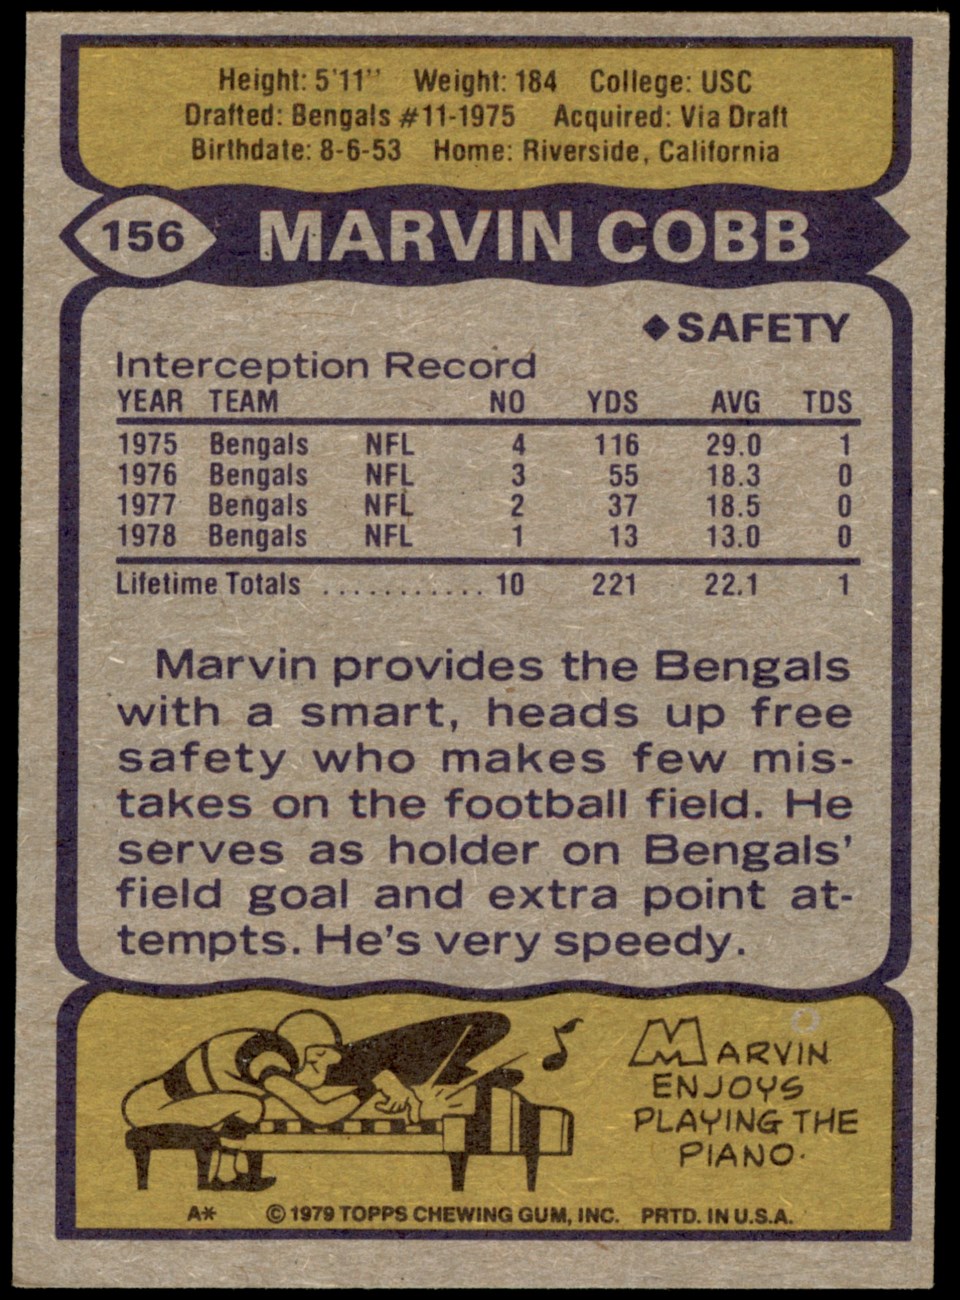 Height: 5'11" Weight: 184 College: USC
Drafted: Bengals #11-1975 Acquired: Via Draft
Birthdate: 8-6-53 Home: Riverside, California
156 MARVIN COBB
◆SAFETY
Interception Record
YEAR TEAM NO YDS AVG TDS
1975 Bengals NFL 4 116 29.0 1
1976 Bengals NFL 3 55 18.3 0
1977 Bengals NFL 2 37 18.5 0
1978 Bengals NFL 1 13 13.0 0
Lifetime Totals ........... 10 221 22.1 1
Marvin provides the Bengals
with a smart, heads up free
safety who makes few mis-
takes on the football field. He
serves as holder on Bengals'
field goal and extra point at-
tempts. He's very speedy.
MARVIN
ENJOYS
PLAYING THE
PIANO.
A* © 1979 TOPPS CHEWING GUM, INC. PRTD. IN U.S.A.